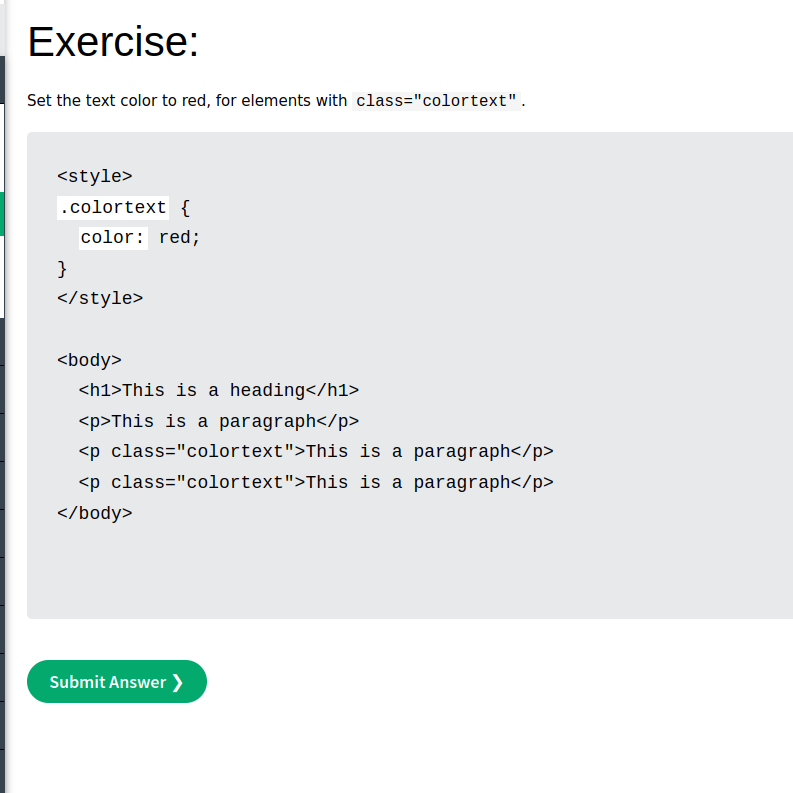 Exercise:
Set the text color to red, for elements with class="colortext".
<style>
.colortext {
  color: red;
}
</style>
<body>
  <h1>This is a heading</h1>
  <p>This is a paragraph</p>
  <p class="colortext">This is a paragraph</p>
  <p class="colortext">This is a paragraph</p>
</body>
Submit Answer ❯